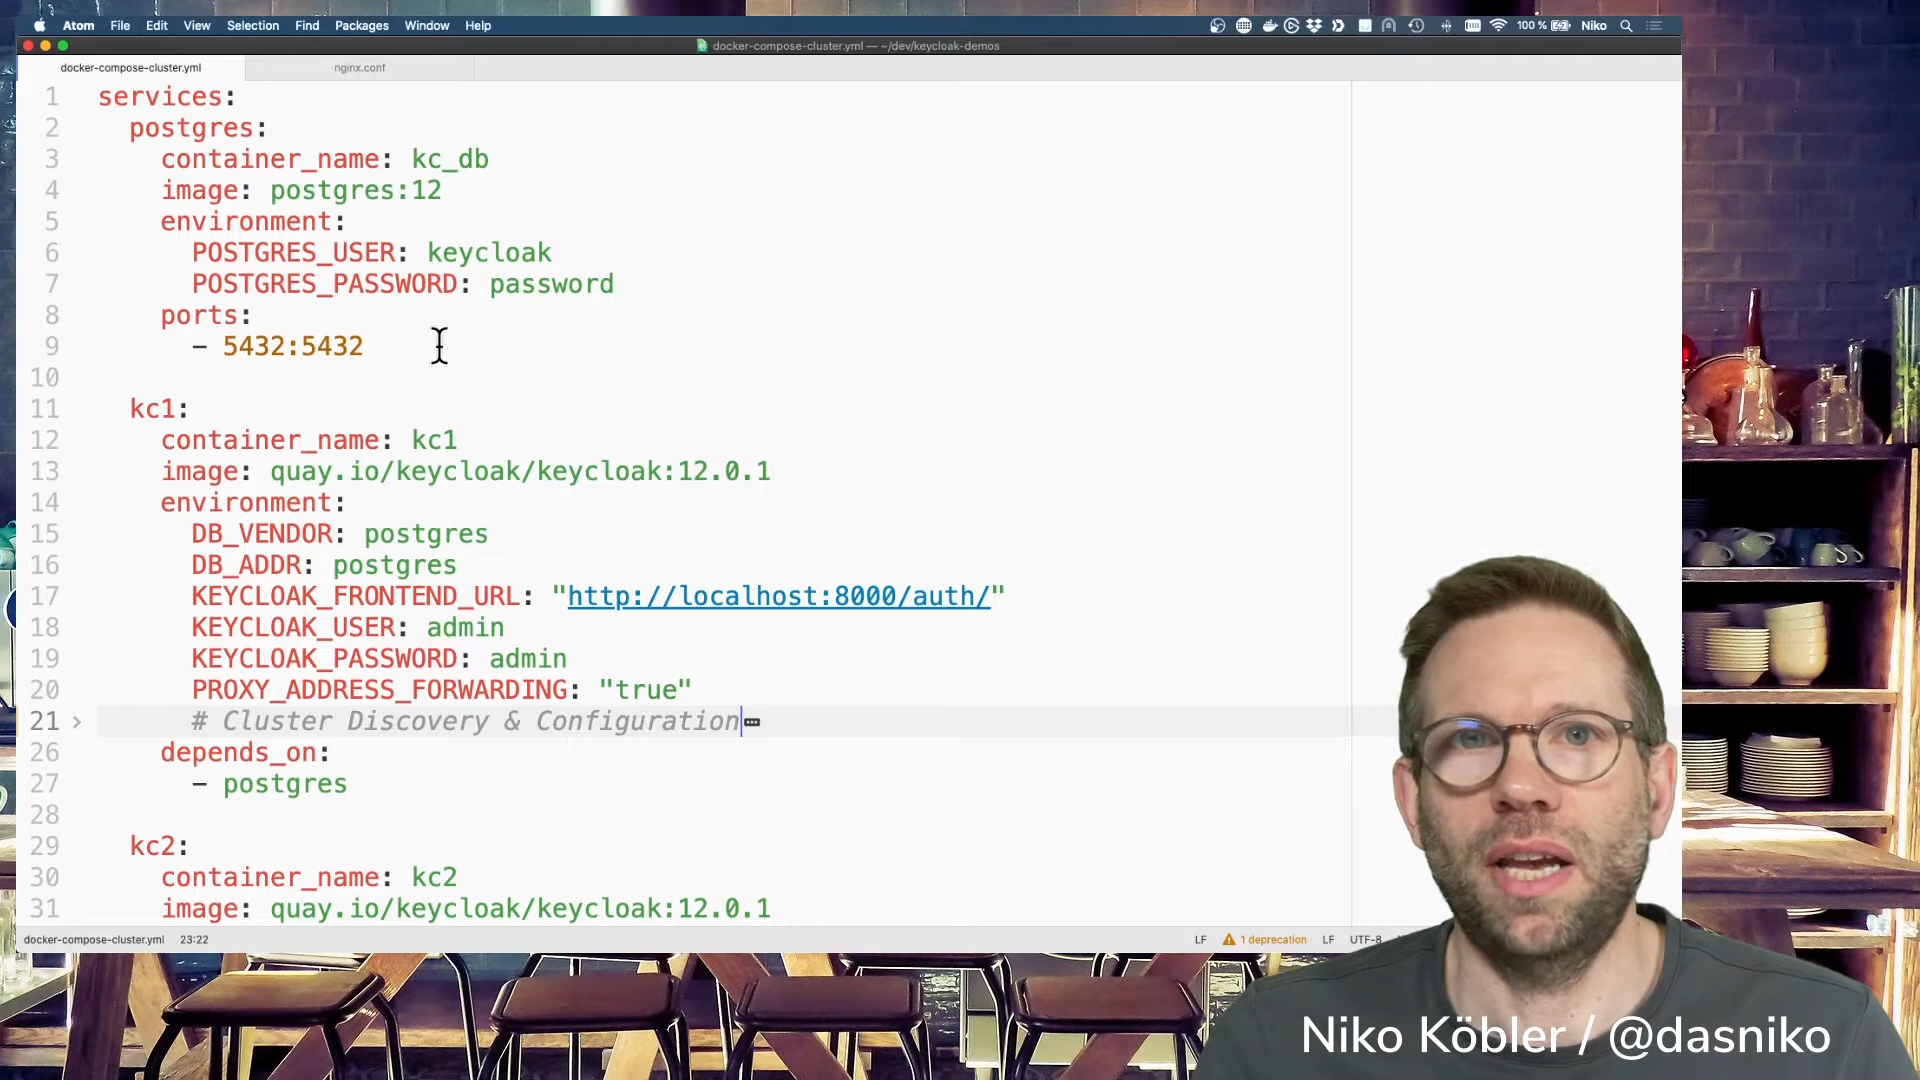 Atom File Edit View Selection Find Packages Window Help 100 % Niko
docker-compose-cluster.yml — ~/dev/keycloak-demos
docker-compose-cluster.yml nginx.conf
1 services:
2 postgres:
3 container_name: kc_db
4 image: postgres:12
5 environment:
6 POSTGRES_USER: keycloak
7 POSTGRES_PASSWORD: password
8 ports:
9 - 5432:5432
10
11 kc1:
12 container_name: kc1
13 image: quay.io/keycloak/keycloak:12.0.1
14 environment:
15 DB_VENDOR: postgres
16 DB_ADDR: postgres
17 KEYCLOAK_FRONTEND_URL: "http://localhost:8000/auth/"
18 KEYCLOAK_USER: admin
19 KEYCLOAK_PASSWORD: admin
20 PROXY_ADDRESS_FORWARDING: "true"
21 # Cluster Discovery & Configuration
26 depends_on:
27 - postgres
28
29 kc2:
30 container_name: kc2
31 image: quay.io/keycloak/keycloak:12.0.1
docker-compose-cluster.yml 23:22 LF 1 deprecation LF UTF-8
Niko Köbler / @dasniko